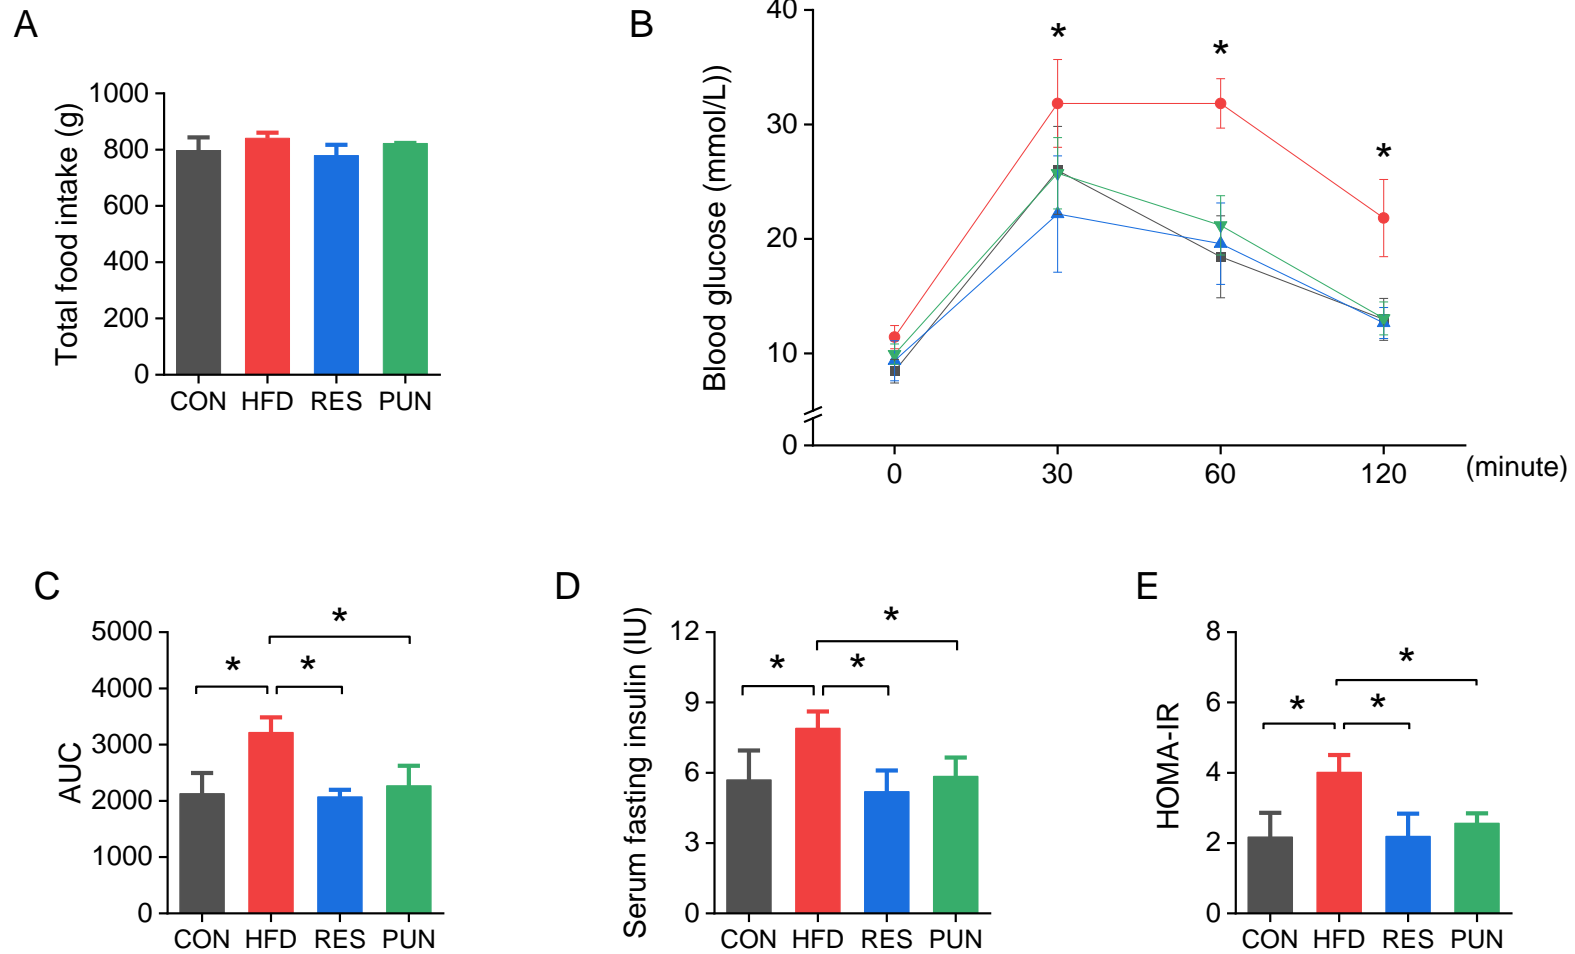 A
Total food intake (g)
1000
800
600
400
200
0
CON HFD RES PUN
B
Blood glucose (mmol/L))
40
30
20
10
0
* * *
0 30 60 120 (minute)
C
AUC
5000
4000
3000
2000
1000
0
*
* *
CON HFD RES PUN
D
Serum fasting insulin (IU)
12
9
6
3
0
*
* *
CON HFD RES PUN
E
HOMA-IR
8
6
4
2
0
*
* *
CON HFD RES PUN